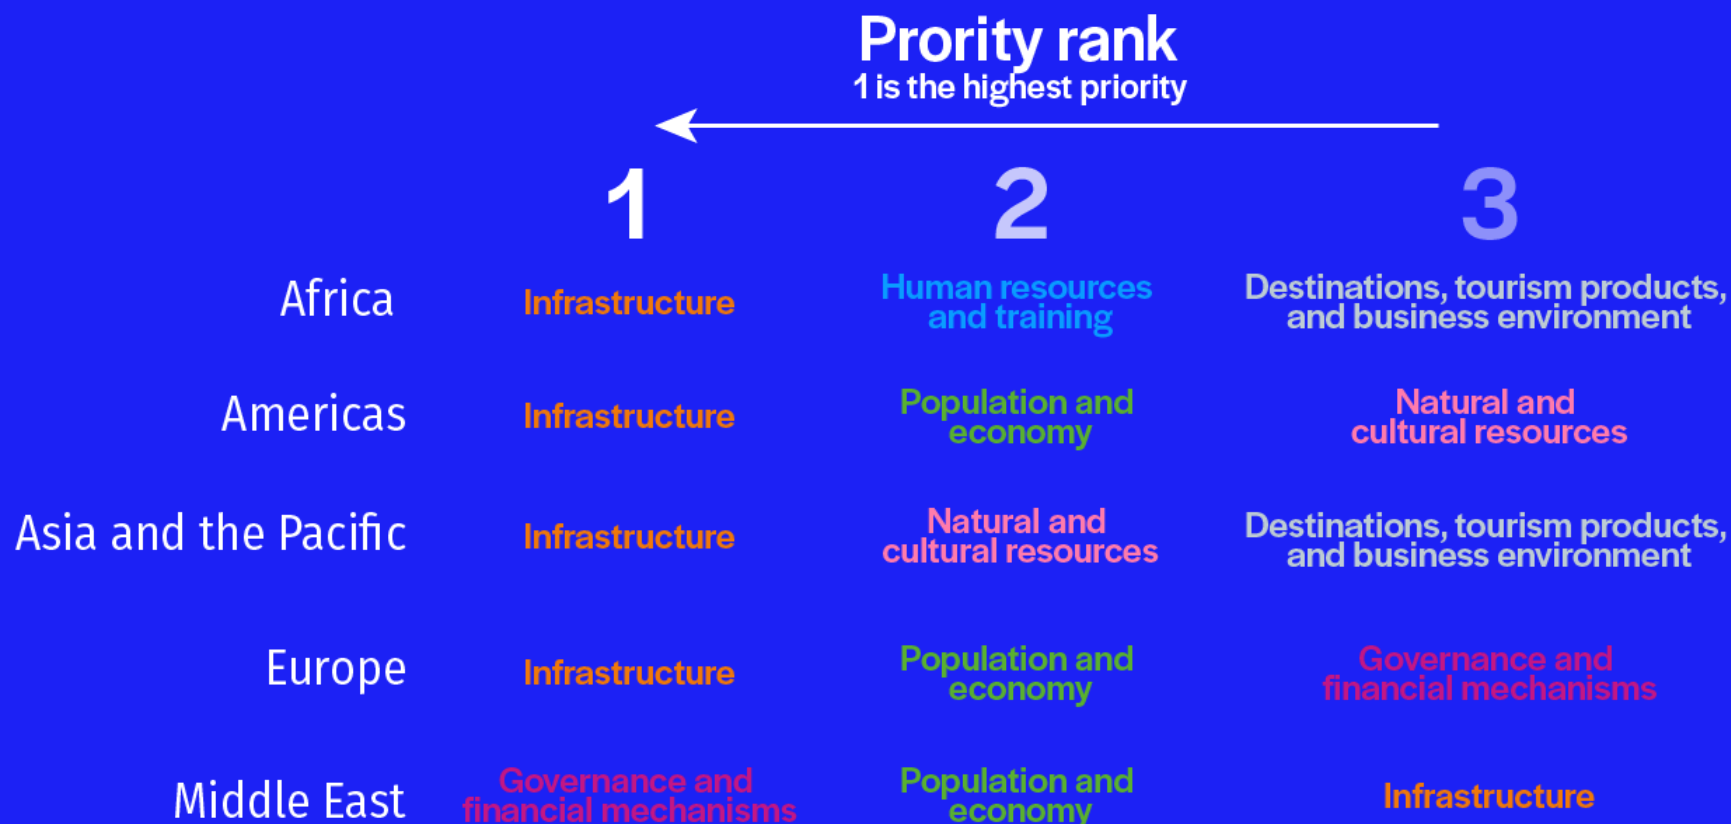 Prority rank
1 is the highest priority
1 2 3
Africa Infrastructure Human resources and training Destinations, tourism products, and business environment
Americas Infrastructure Population and economy Natural and cultural resources
Asia and the Pacific Infrastructure Natural and cultural resources Destinations, tourism products, and business environment
Europe Infrastructure Population and economy Governance and financial mechanisms
Middle East Governance and financial mechanisms Population and economy Infrastructure